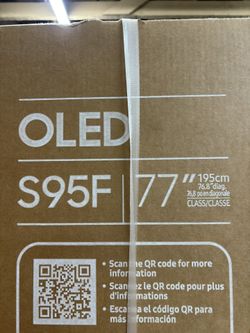 OLED
S95F 77" 195cm
76.8" diag.
76,8 po en diagonale
CLASS/CLASSE
• Scan the QR code for more
information
• Scannez le QR code pour plus
d'informations
• Escanea el código QR para
más información